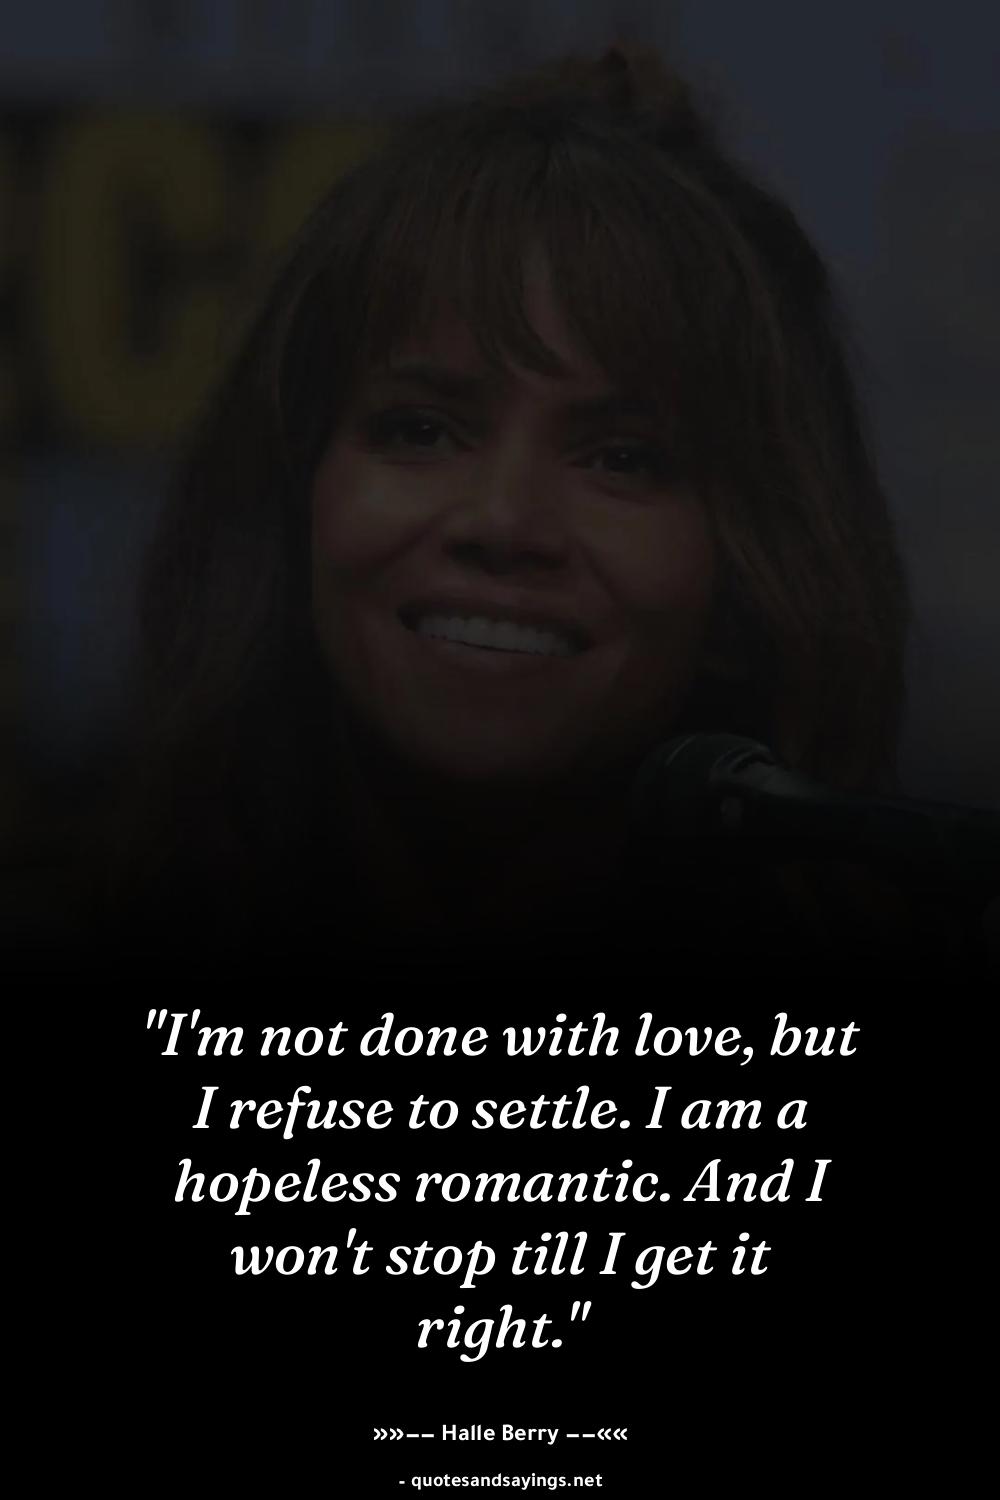 "I'm not done with love, but
I refuse to settle. I am a
hopeless romantic. And I
won't stop till I get it
right."
»»−− Halle Berry −−««
- quotesandsayings.net